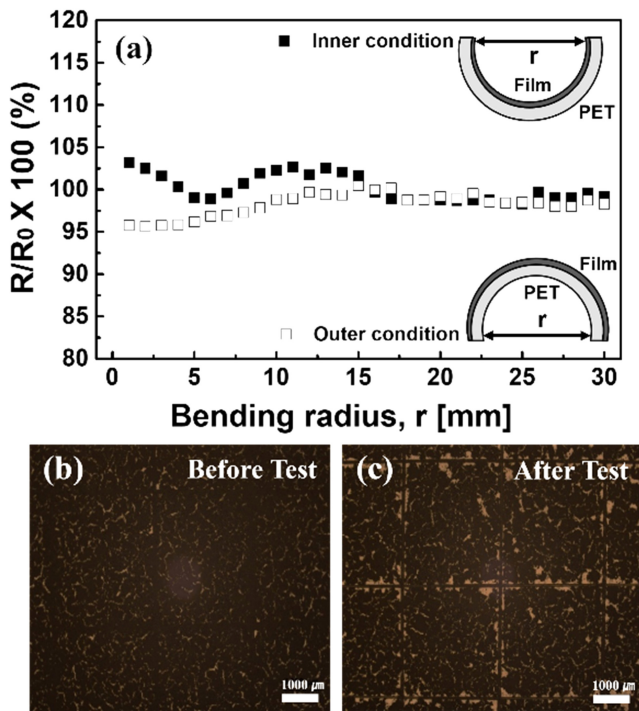 (a)
Inner condition
r
Film
PET
R/R0 X 100 (%)
120
115
110
105
100
95
90
85
80
Film
PET
r
Outer condition
0
5
10
15
20
25
30
Bending radius, r [mm]
(b)
Before Test
1000 μm
(c)
After Test
1000 μm